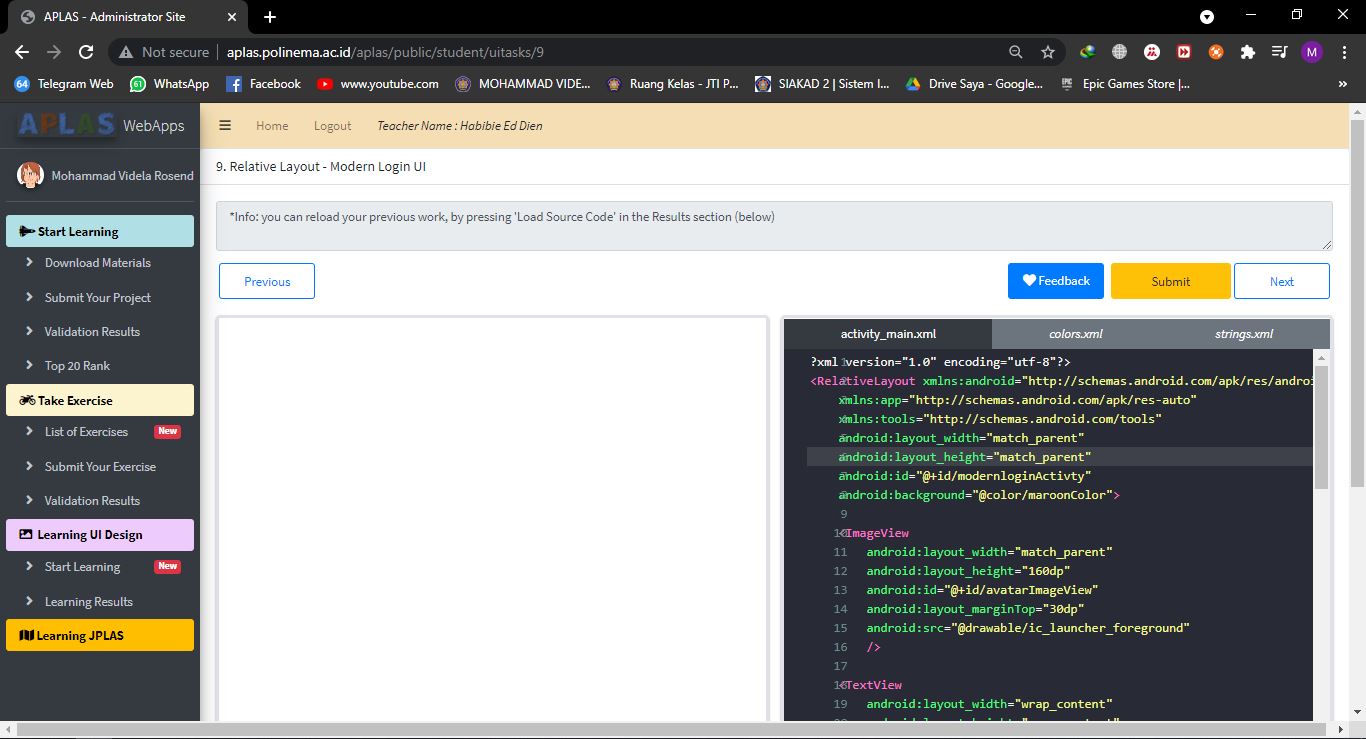 APLAS - Administrator Site
Not secure
aplas.polinema.ac.id/aplas/public/student/uitasks/9
M
64 Telegram Web
61 WhatsApp
Facebook
www.youtube.com
MOHAMMAD VIDE...
Ruang Kelas - JTI P...
SIAKAD 2 | Sistem I...
Drive Saya - Google...
Epic Games Store |...
APLAS WebApps
Home
Logout
Teacher Name : Habibie Ed Dien
Mohammad Videla Rosend
Start Learning
Download Materials
Submit Your Project
Validation Results
Top 20 Rank
Take Exercise
List of Exercises New
Submit Your Exercise
Validation Results
Learning UI Design
Start Learning New
Learning Results
Learning JPLAS
9. Relative Layout - Modern Login UI
*Info: you can reload your previous work, by pressing 'Load Source Code' in the Results section (below)
Previous
Feedback
Submit
Next
activity_main.xml
colors.xml
strings.xml
?xml version="1.0" encoding="utf-8"?>
<RelativeLayout xmlns:android="http://schemas.android.com/apk/res/androi
xmlns:app="http://schemas.android.com/apk/res-auto"
xmlns:tools="http://schemas.android.com/tools"
android:layout_width="match_parent"
android:layout_height="match_parent"
android:id="@+id/modernloginActivty"
android:background="@color/maroonColor">
9
10 <ImageView
11 android:layout_width="match_parent"
12 android:layout_height="160dp"
13 android:id="@+id/avatarImageView"
14 android:layout_marginTop="30dp"
15 android:src="@drawable/ic_launcher_foreground"
16 />
17
18 <TextView
19 android:layout_width="wrap_content"